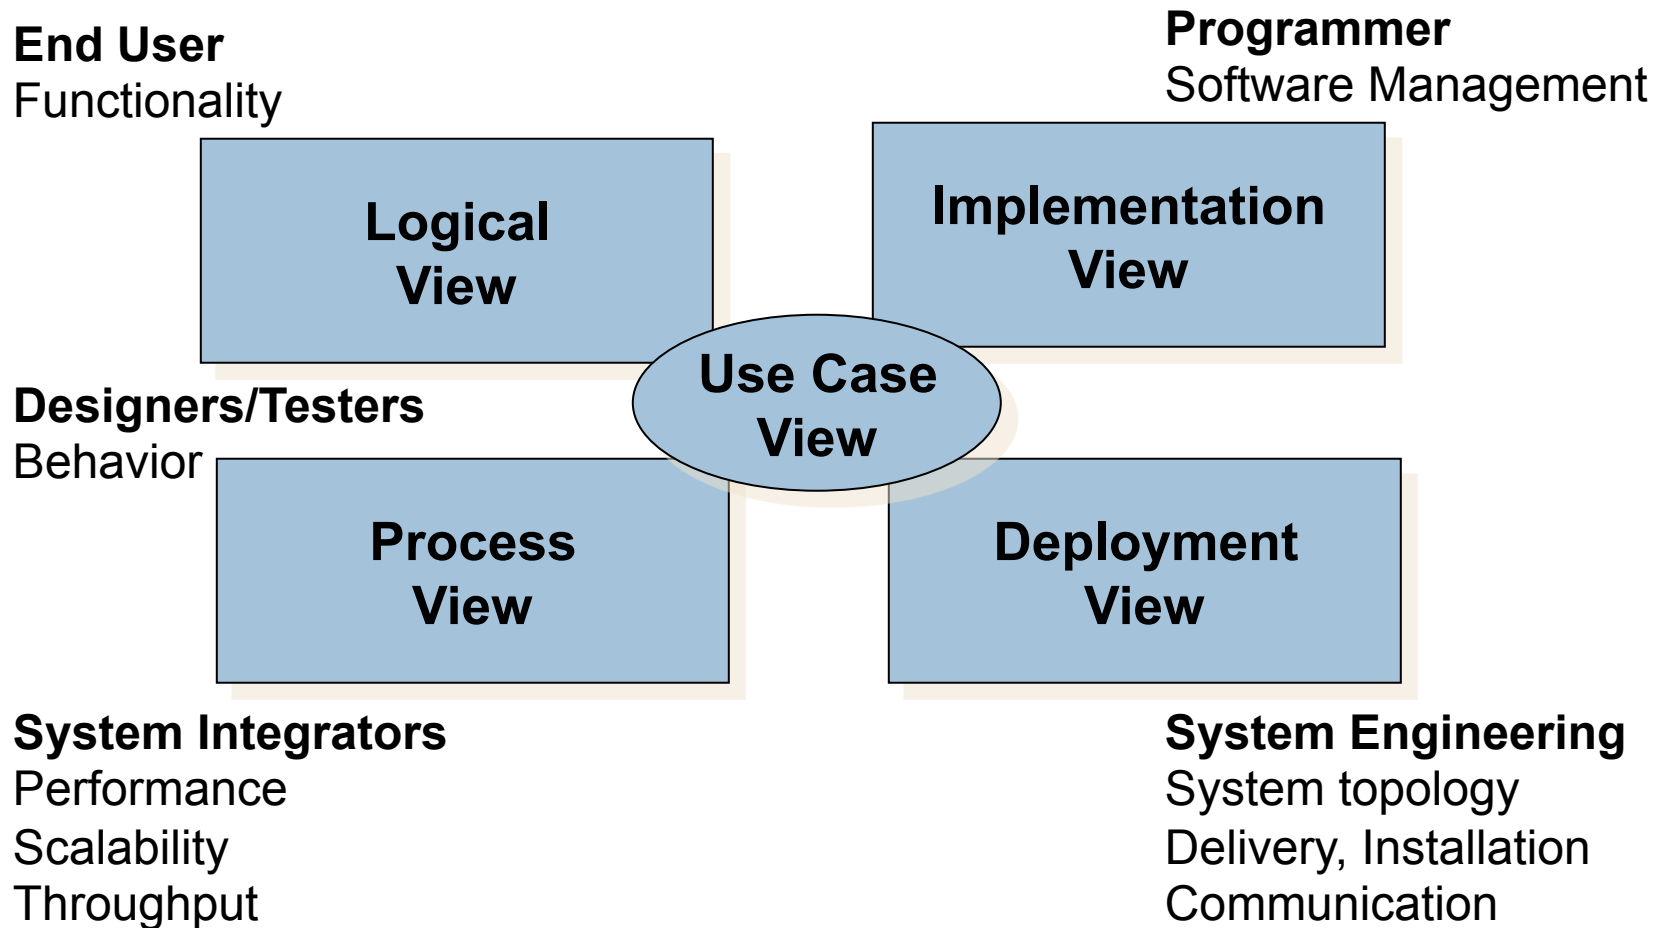 End User
Functionality
Programmer
Software Management
Logical
View
Implementation
View
Use Case
View
Designers/Testers
Behavior
Process
View
Deployment
View
System Integrators
Performance
Scalability
Throughput
System Engineering
System topology
Delivery, Installation
Communication